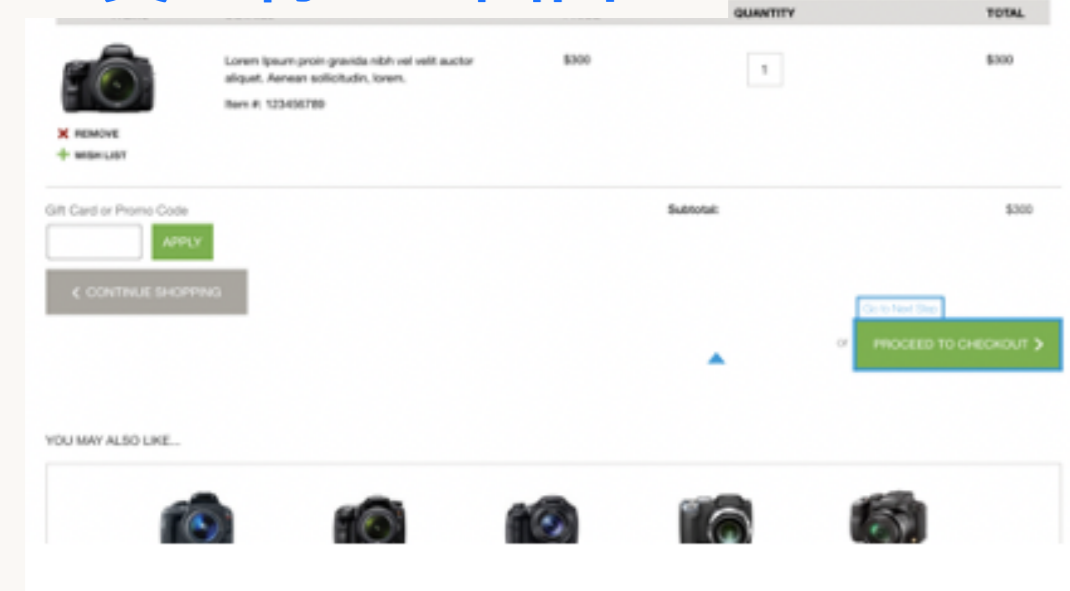 QUANTITY TOTAL
Lorem Ipsum proin gravida nibh vel velit auctor $300 1 $300
aliquet. Aenean sollicitudin, lorem.
Item #: 123456789
REMOVE
WISH LIST
Gift Card or Promo Code Subtotal: $300
APPLY
CONTINUE SHOPPING
Go to Next Step
or PROCEED TO CHECKOUT
YOU MAY ALSO LIKE...